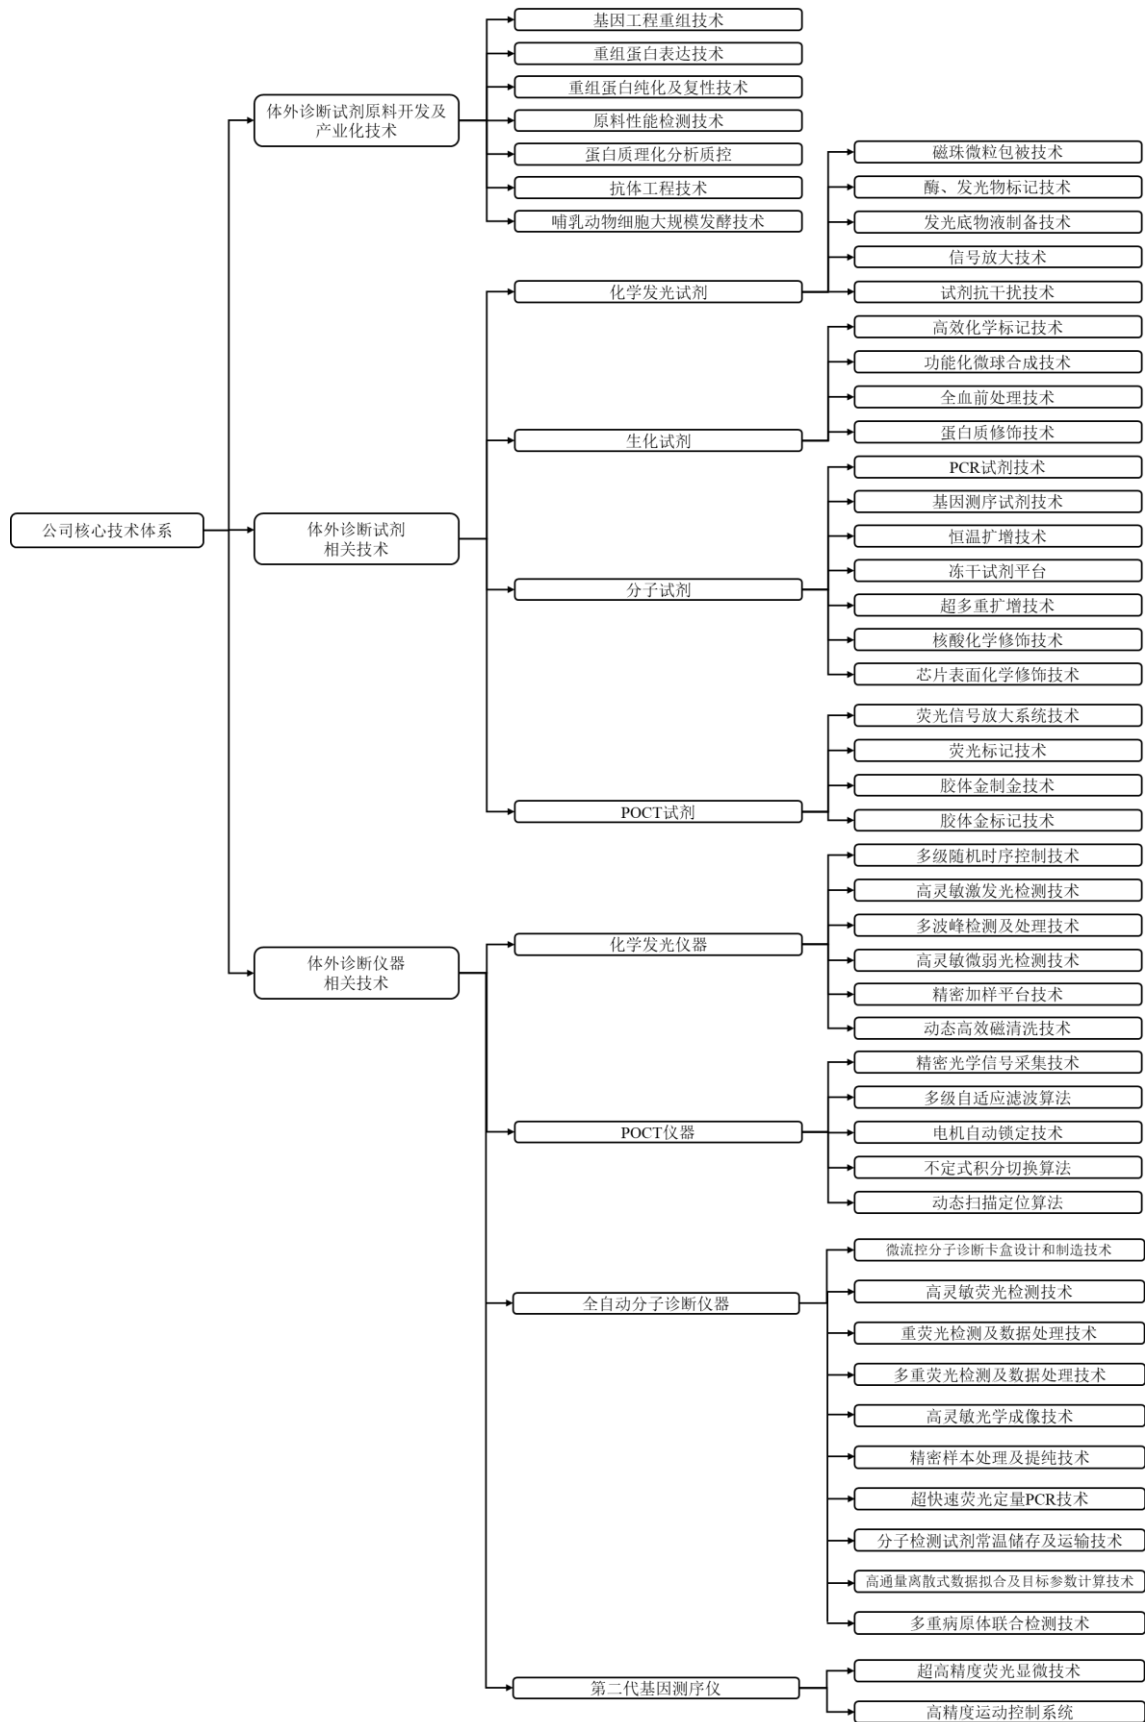 公司核心技术体系
体外诊断试剂原料开发及
产业化技术
基因工程重组技术
重组蛋白表达技术
重组蛋白纯化及复性技术
原料性能检测技术
蛋白质理化分析质控
抗体工程技术
哺乳动物细胞大规模发酵技术
体外诊断试剂
相关技术
化学发光试剂
磁珠微粒包被技术
酶、发光物标记技术
发光底物液制备技术
信号放大技术
试剂抗干扰技术
生化试剂
高效化学标记技术
功能化微球合成技术
全血前处理技术
蛋白质修饰技术
分子试剂
PCR试剂技术
基因测序试剂技术
恒温扩增技术
冻干试剂平台
超多重扩增技术
核酸化学修饰技术
芯片表面化学修饰技术
POCT试剂
荧光信号放大系统技术
荧光标记技术
胶体金制金技术
胶体金标记技术
体外诊断仪器
相关技术
化学发光仪器
多级随机时序控制技术
高灵敏激发光检测技术
多波峰检测及处理技术
高灵敏微弱光检测技术
精密加样平台技术
动态高效磁清洗技术
POCT仪器
精密光学信号采集技术
多级自适应滤波算法
电机自动锁定技术
不定式积分切换算法
动态扫描定位算法
全自动分子诊断仪器
微流控分子诊断卡盒设计和制造技术
高灵敏荧光检测技术
重荧光检测及数据处理技术
多重荧光检测及数据处理技术
高灵敏光学成像技术
精密样本处理及提纯技术
超快速荧光定量PCR技术
分子检测试剂常温储存及运输技术
高通量离散式数据拟合及目标参数计算技术
多重病原体联合检测技术
第二代基因测序仪
超高精度荧光显微技术
高精度运动控制系统